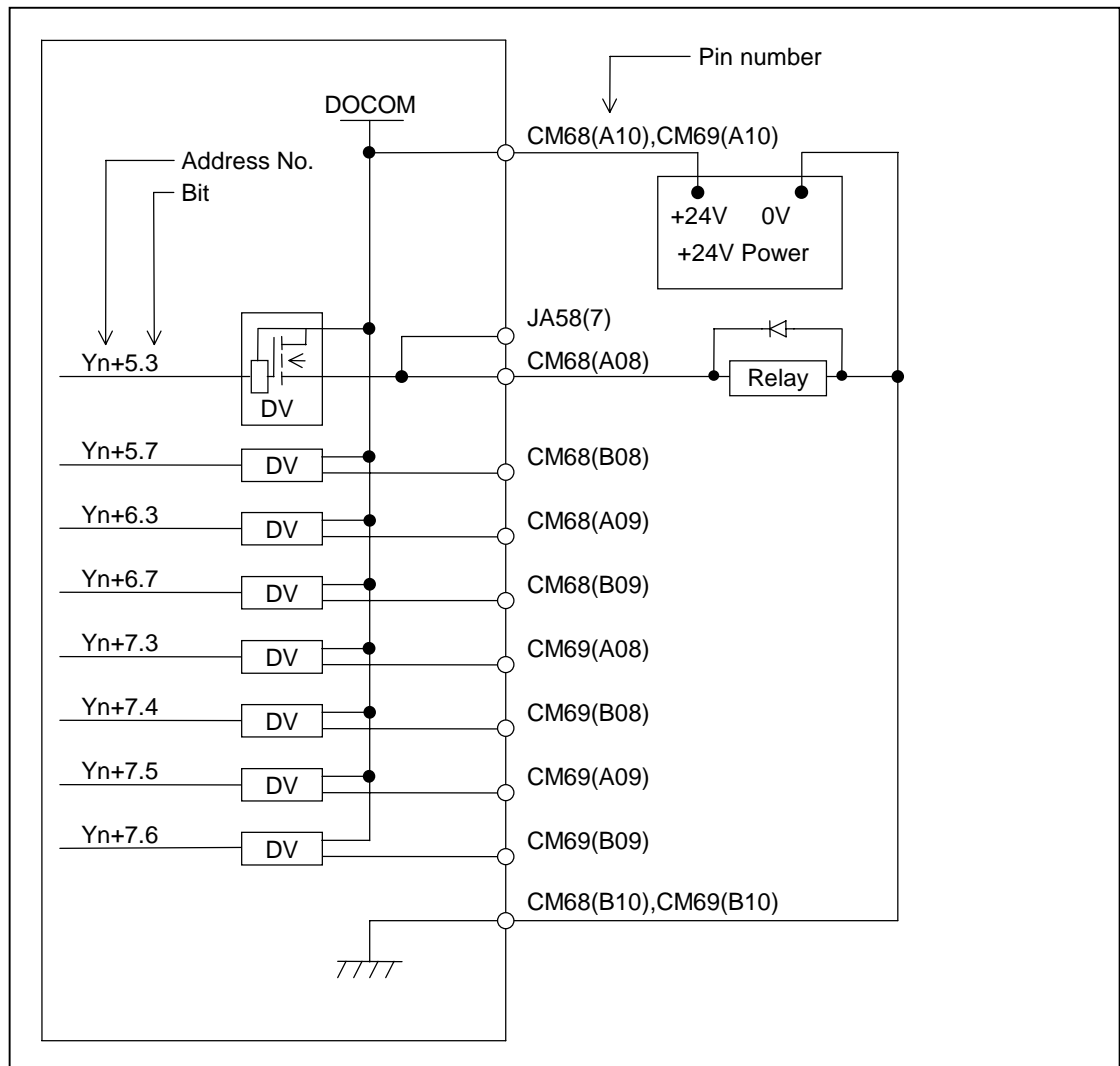 Pin number
DOCOM
CM68(A10),CM69(A10)
Address No.
Bit
+24V 0V
+24V Power
JA58(7)
Yn+5.3
CM68(A08)
Relay
DV
Yn+5.7
DV
CM68(B08)
Yn+6.3
DV
CM68(A09)
Yn+6.7
DV
CM68(B09)
Yn+7.3
DV
CM69(A08)
Yn+7.4
DV
CM69(B08)
Yn+7.5
DV
CM69(A09)
Yn+7.6
DV
CM69(B09)
CM68(B10),CM69(B10)